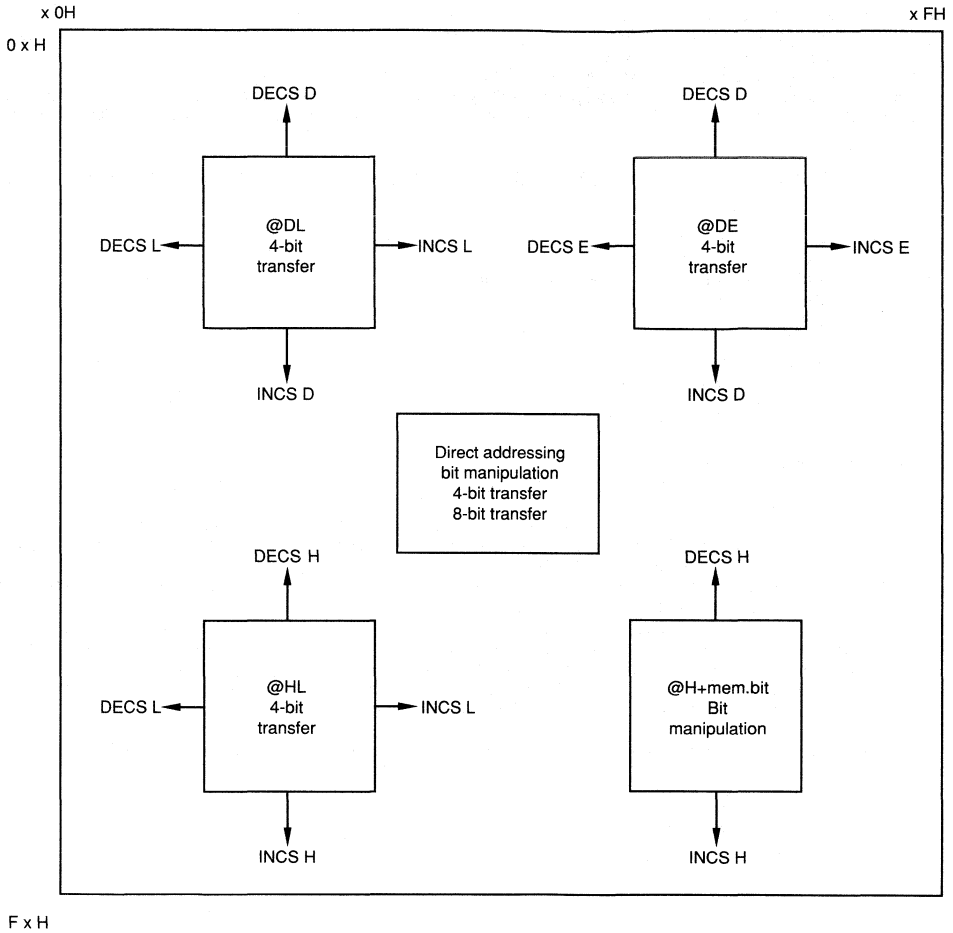 x 0H
x FH
0 x H
DECS D
DECS D
@DL
4-bit
transfer
DECS L
INCS L
@DE
4-bit
transfer
DECS E
INCS E
INCS D
INCS D
Direct addressing
bit manipulation
4-bit transfer
8-bit transfer
DECS H
DECS H
@HL
4-bit
transfer
DECS L
INCS L
@H+mem.bit
Bit
manipulation
INCS H
INCS H
F x H